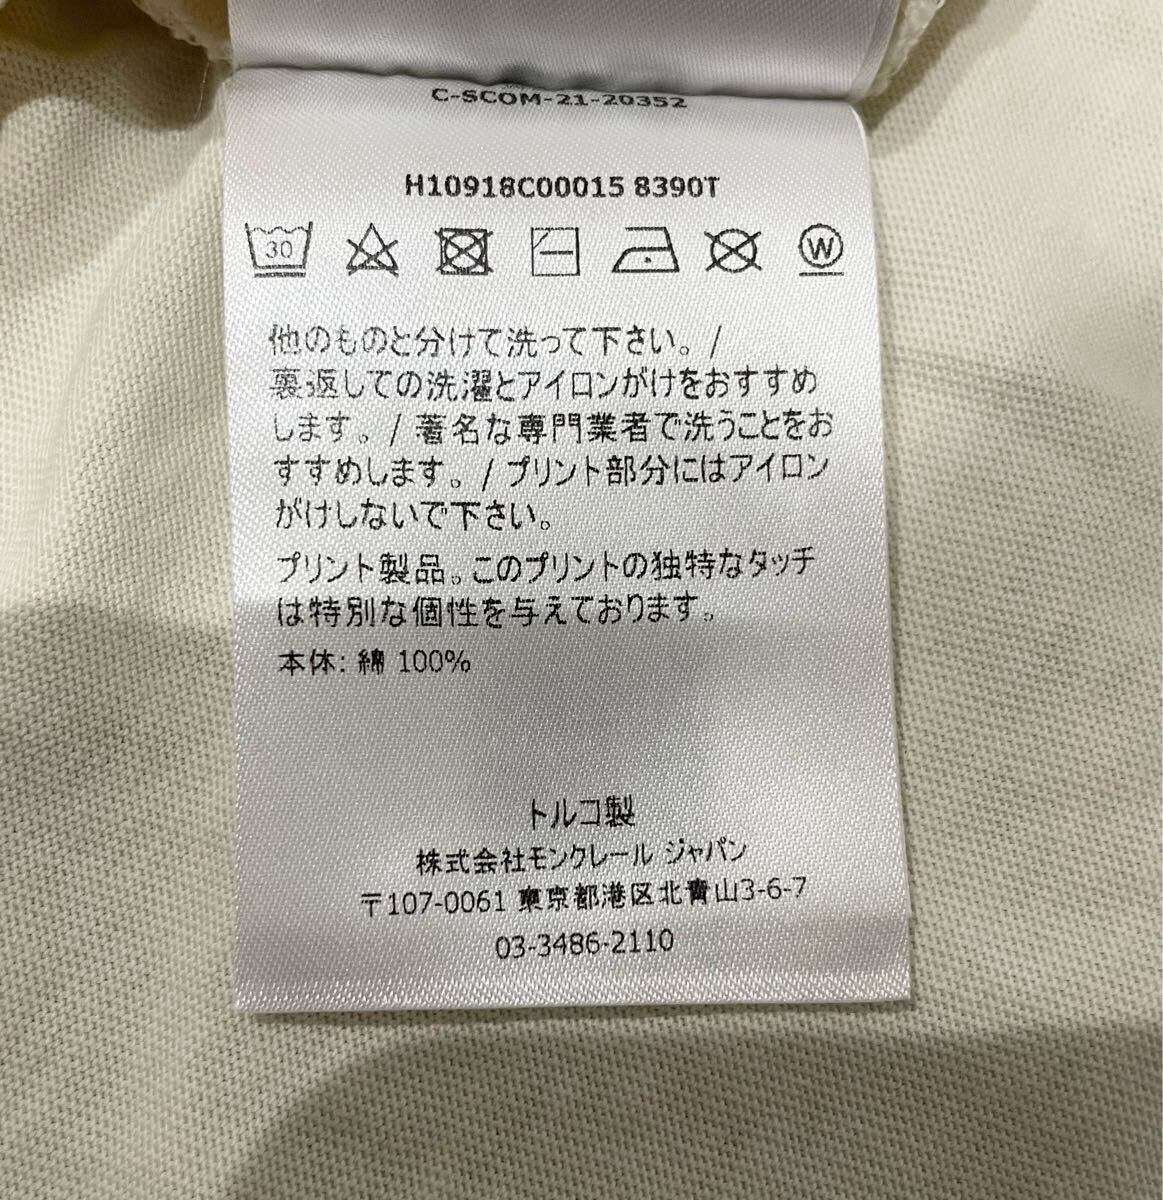 C-SCOM-21-20352
H10918C00015 8390T
30
W
他のものと分けて洗って下さい。/
裏返しての洗濯とアイロンがけをおすすめ
します。/ 著名な専門業者で洗うことをお
すすめします。/ プリント部分にはアイロン
がけしないで下さい。
プリント製品。このプリントの独特なタッチ
は特別な個性を与えております。
本体: 綿 100%
トルコ製
株式会社モンクレール ジャパン
〒107-0061 東京都港区北青山3-6-7
03-3486-2110